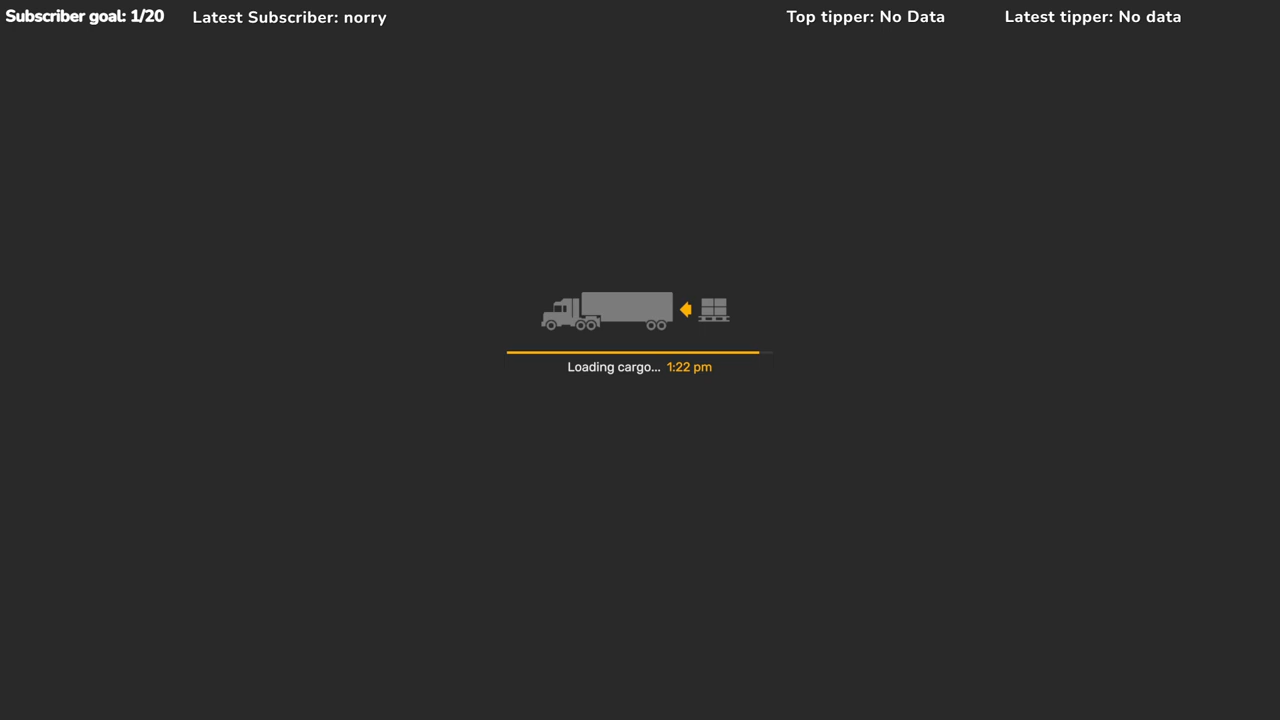 Subscriber goal: 1/20
Latest Subscriber: norry
Top tipper: No Data
Latest tipper: No data
Loading cargo... 1:22 pm